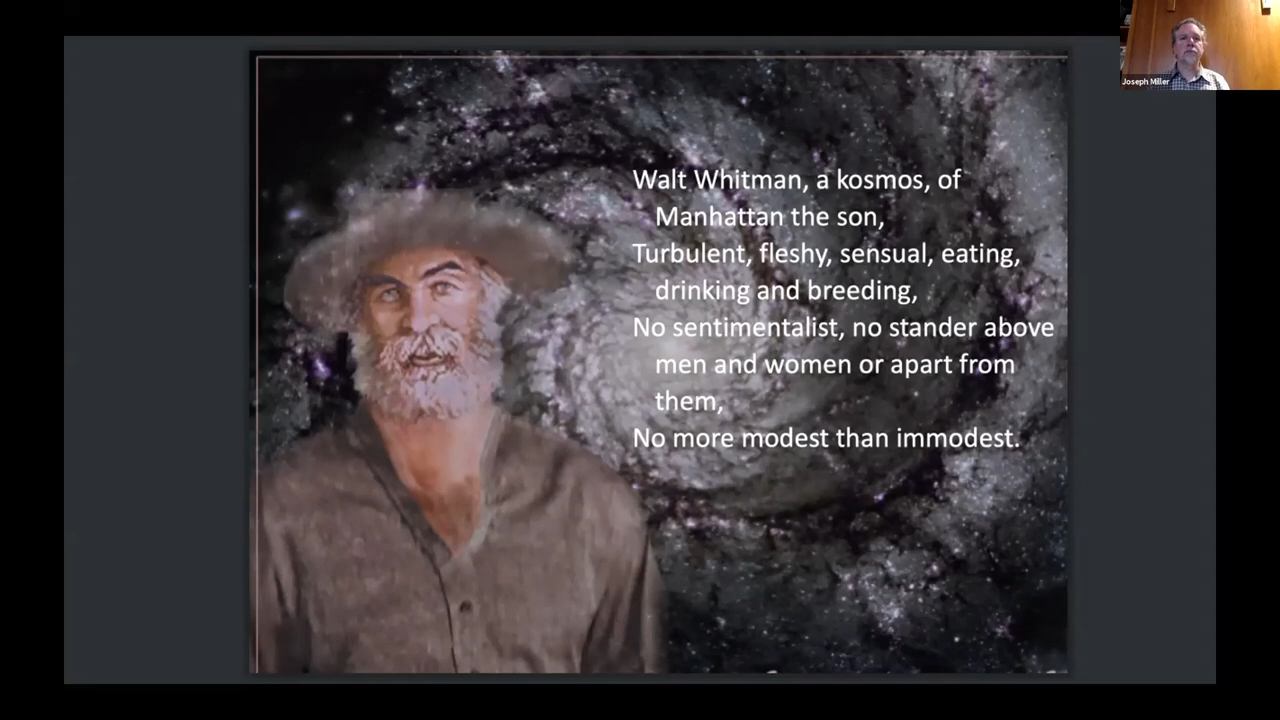 Joseph Miller
Walt Whitman, a kosmos, of
Manhattan the son,
Turbulent, fleshy, sensual, eating,
drinking and breeding,
No sentimentalist, no stander above
men and women or apart from
them,
No more modest than immodest.